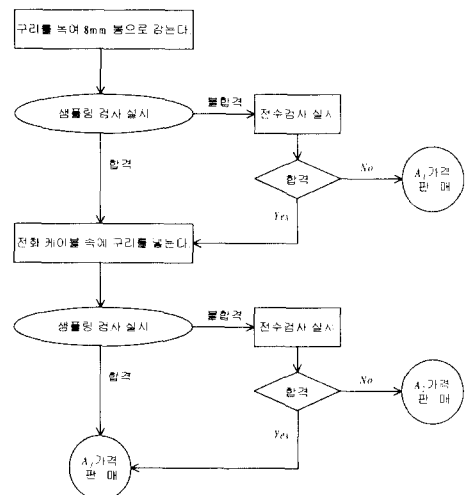 구리를 녹여 8mm 봉으로 감는다.
샘플링 검사 실시
불합격
전수검사 실시
합격
합격
No
A₁가격
판 매
Yes
전화 케이블 속에 구리를 넣는다.
샘플링 검사 실시
불합격
전수검사 실시
합격
합격
No
가격
판 매
Yes
가격
판 매